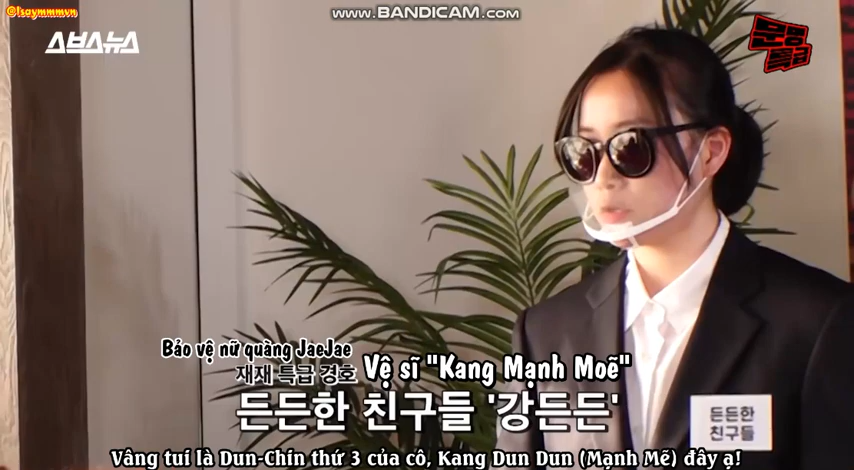 @1saymmmvn
www.BANDICAM.com
스브스뉴스
문명
특급
Bảo vệ nữ quàng JaeJae
재재 특급 경호
Vệ sĩ "Kang Mạnh Moẽ"
든든한 친구들 '강든든'
든든한
친구들
Vâng tuí là Dun-Chín thứ 3 của cô, Kang Dun Dun (Mạnh Mẽ) đây ạ!